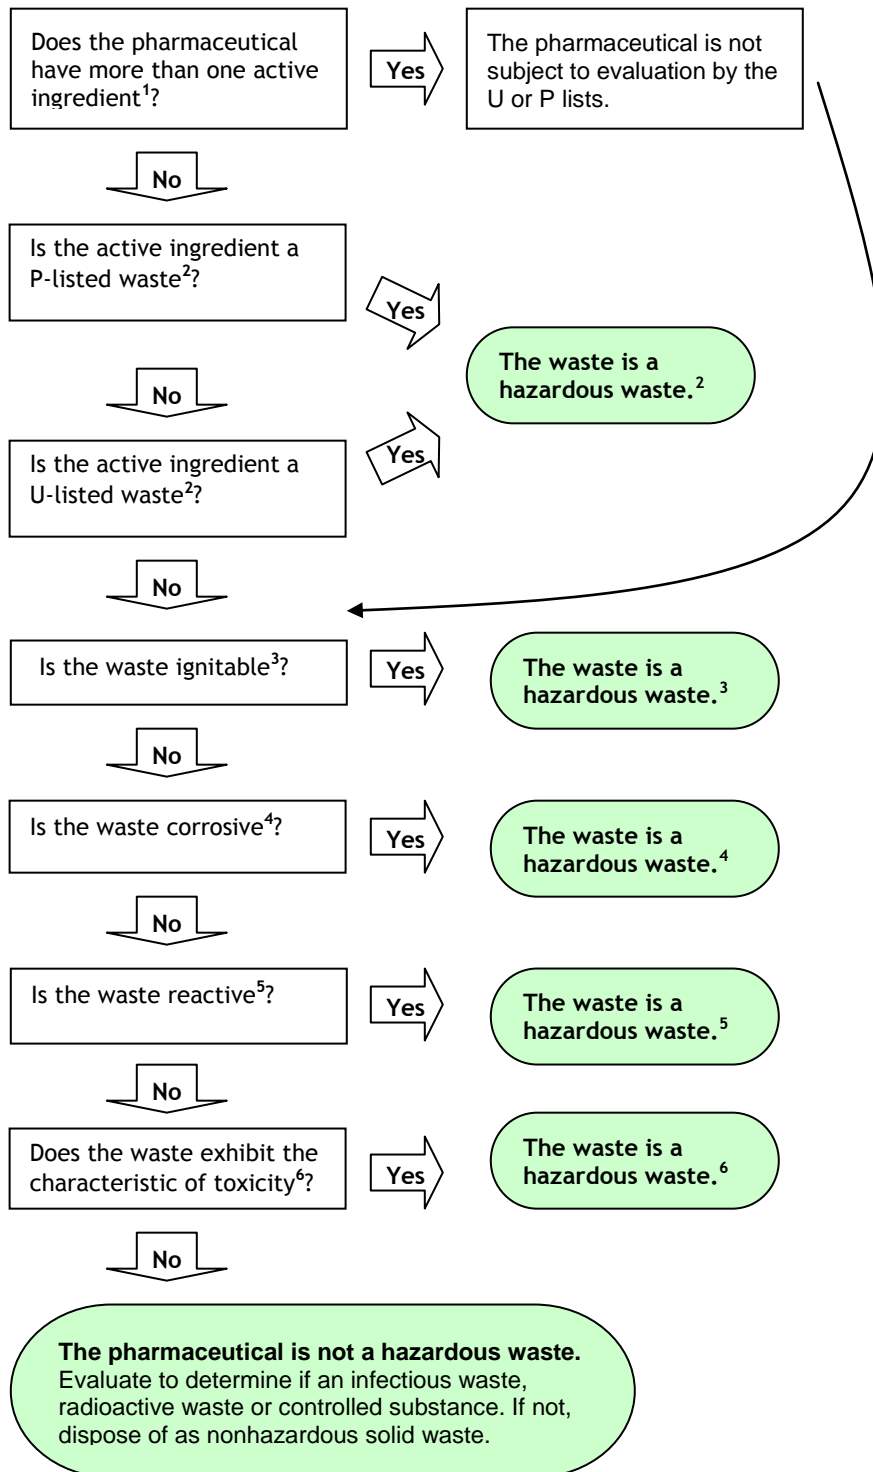 Does the pharmaceutical
have more than one active
ingredient¹?
Yes
The pharmaceutical is not
subject to evaluation by the
U or P lists.
No
Is the active ingredient a
P-listed waste²?
Yes
The waste is a
hazardous waste.²
No
Is the active ingredient a
U-listed waste²?
Yes
No
Is the waste ignitable³?
Yes
The waste is a
hazardous waste.³
No
Is the waste corrosive⁴?
Yes
The waste is a
hazardous waste.⁴
No
Is the waste reactive⁵?
Yes
The waste is a
hazardous waste.⁵
No
Does the waste exhibit the
characteristic of toxicity⁶?
Yes
The waste is a
hazardous waste.⁶
No
The pharmaceutical is not a hazardous waste.
Evaluate to determine if an infectious waste,
radioactive waste or controlled substance. If not,
dispose of as nonhazardous solid waste.